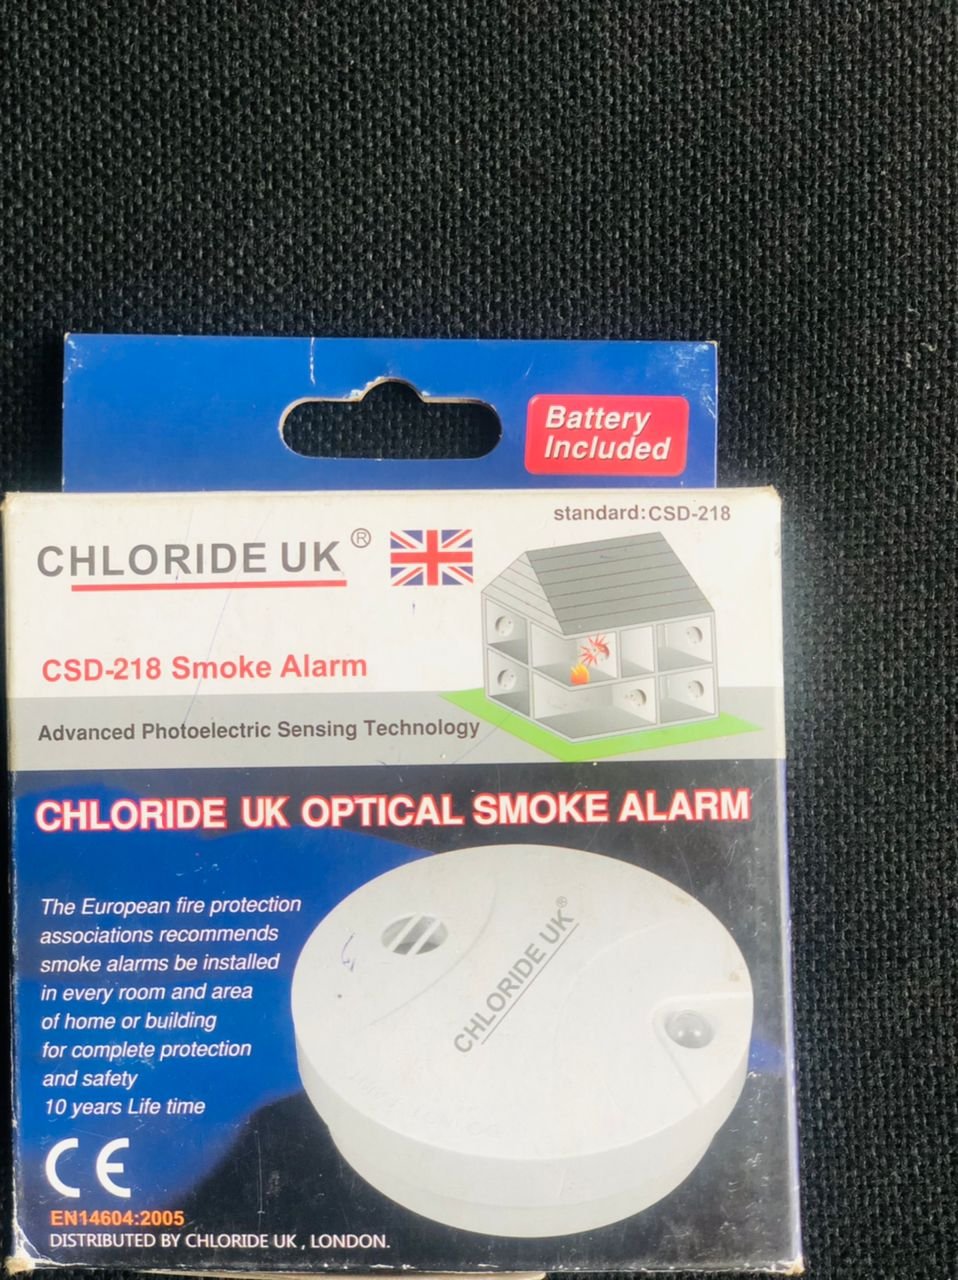 Battery
Included
standard:CSD-218
CHLORIDE UK ®
CSD-218 Smoke Alarm
Advanced Photoelectric Sensing Technology
CHLORIDE UK OPTICAL SMOKE ALARM
The European fire protection
associations recommends
smoke alarms be installed
in every room and area
of home or building
for complete protection
and safety
10 years Life time
CHLORIDE UK®
CE
EN14604:2005
DISTRIBUTED BY CHLORIDE UK , LONDON.